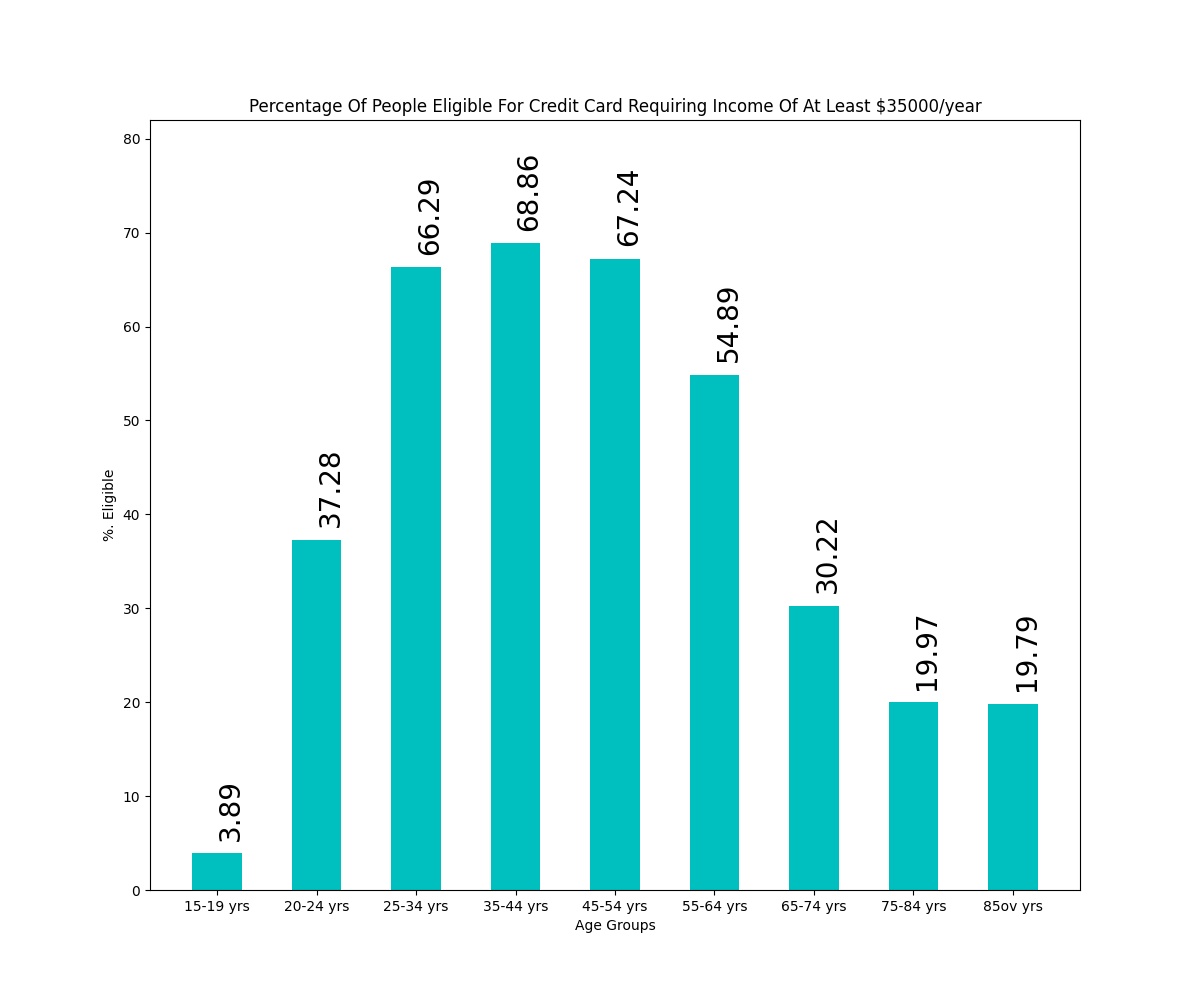 Percentage Of People Eligible For Credit Card Requiring Income Of At Least $35000/year
80
70
60
50
40
30
20
10
0
%. Eligible
3.89
37.28
66.29
68.86
67.24
54.89
30.22
19.97
19.79
15-19 yrs
20-24 yrs
25-34 yrs
35-44 yrs
45-54 yrs
55-64 yrs
65-74 yrs
75-84 yrs
85ov yrs
Age Groups